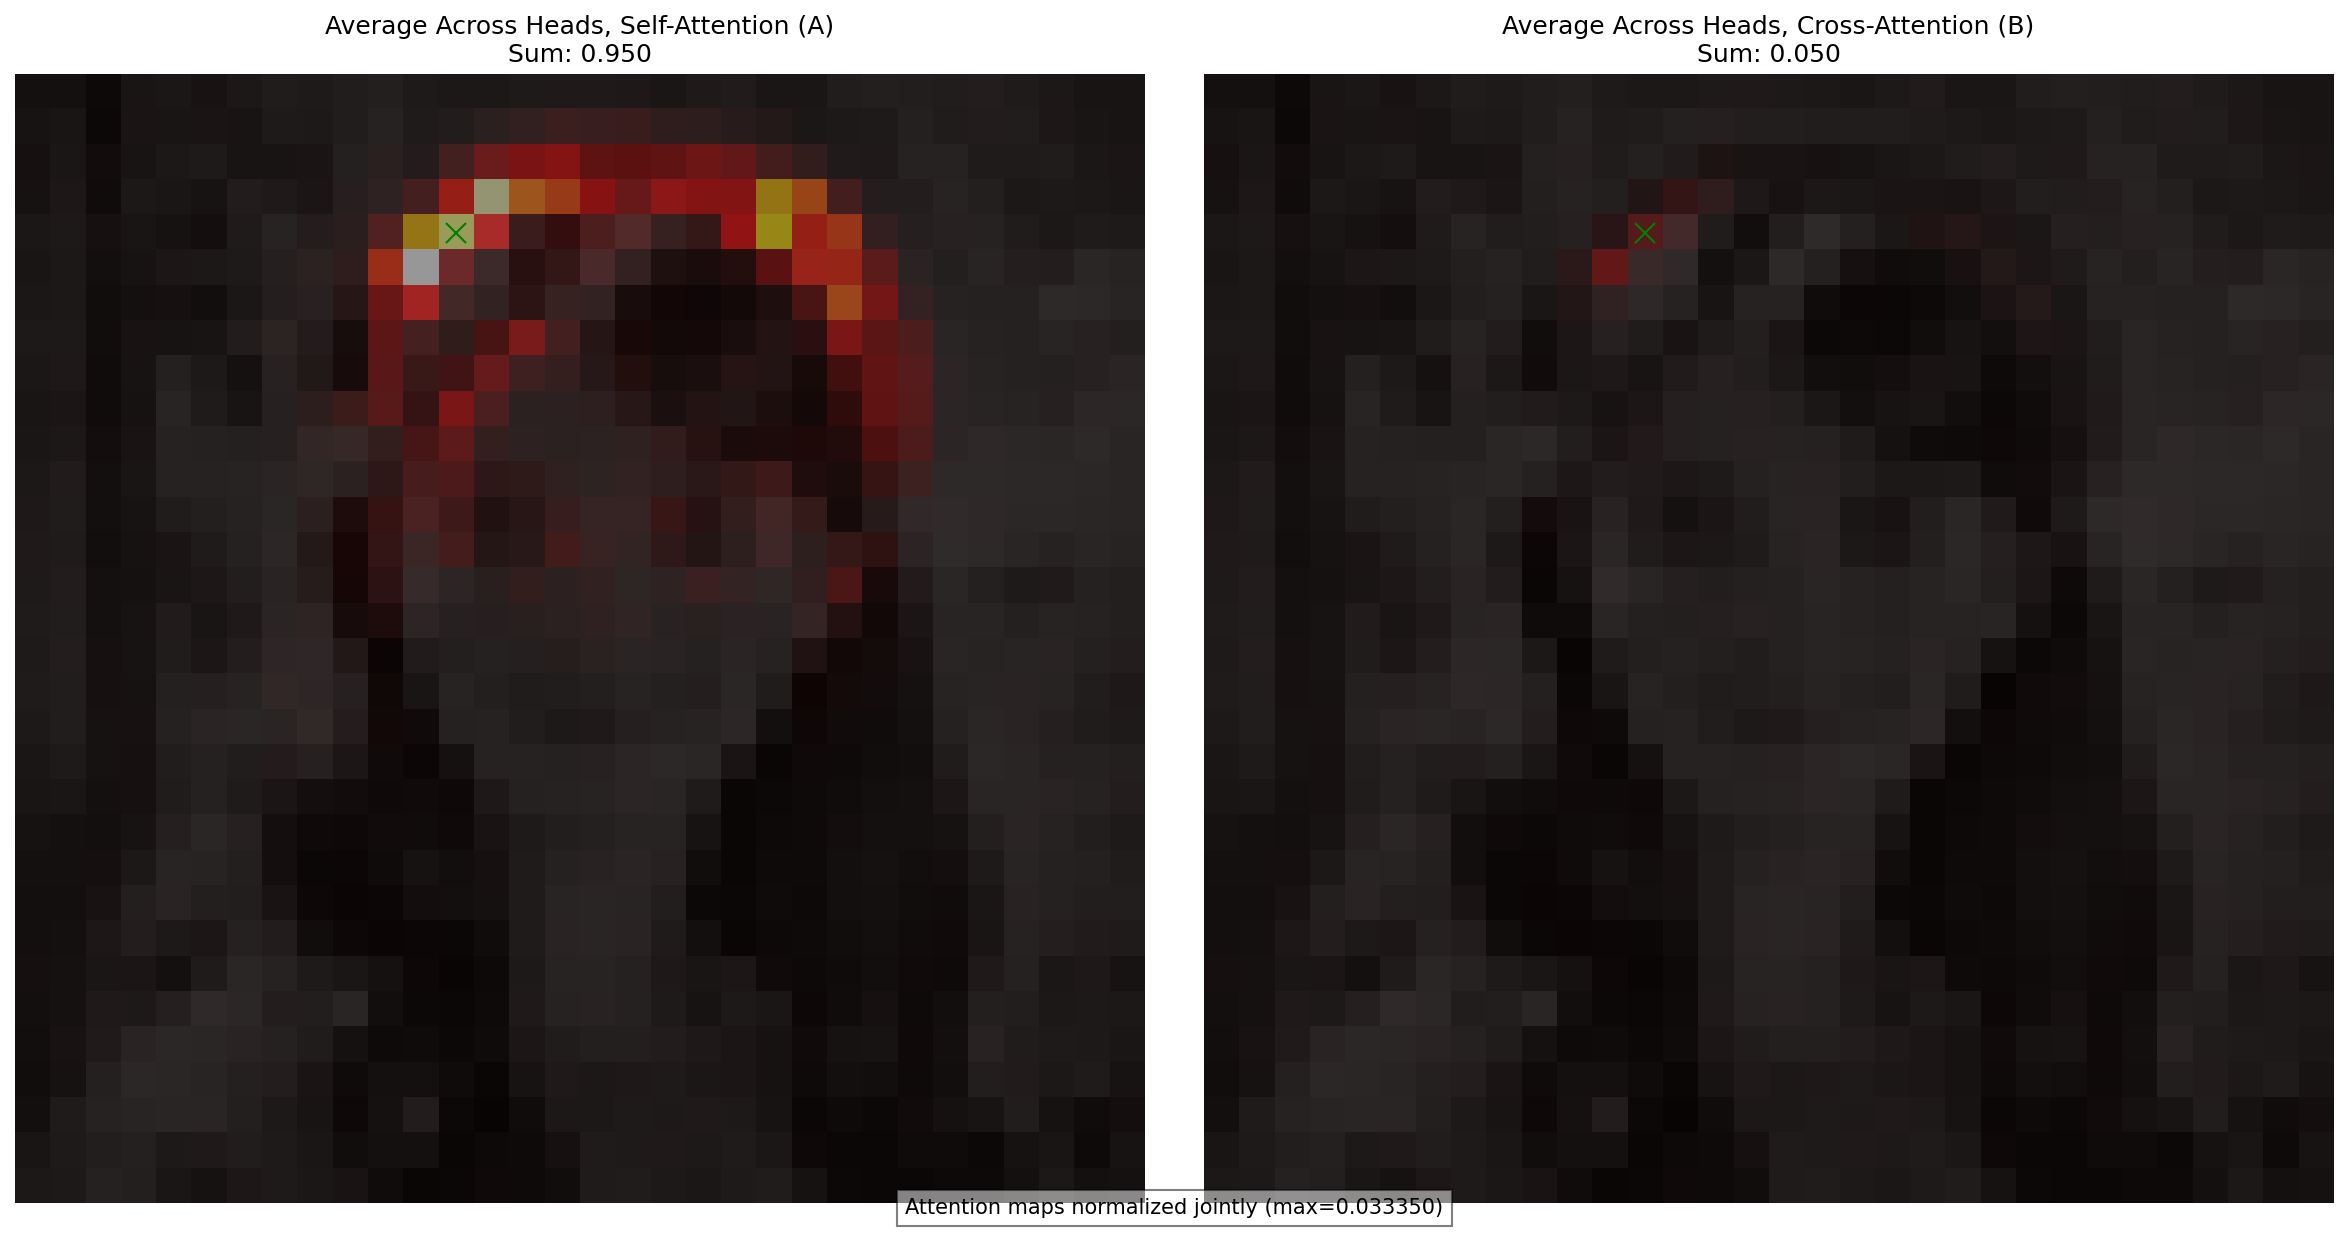 Average Across Heads, Self-Attention (A)
Sum: 0.950
Average Across Heads, Cross-Attention (B)
Sum: 0.050
Attention maps normalized jointly (max=0.033350)